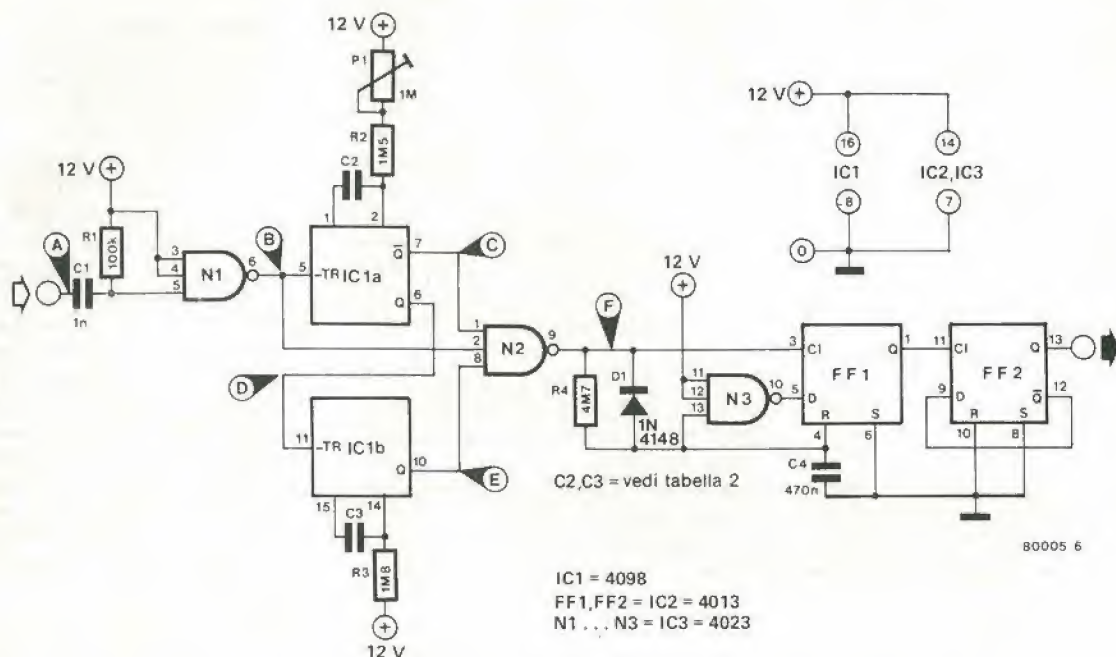 12 V
P1
1M
R2
1M5
C2
12 V
R1
100k
A
C1
1n
3
4
5
N1
6
B
1
2
5
-TR
IC1a
Q̄
7
Q
6
C
D
1
2
8
N2
9
F
11
-TR
IC1b
Q
10
E
15
14
C3
R3
1M8
12 V
R4
4M7
D1
1N
4148
12 V
11
12
13
N3
10
3
Cl
Q
1
FF1
5
D
R
S
4
6
C4
470n
11
Cl
Q
13
FF2
9
D
Q̄
12
R
S
10
8
12 V
16
14
IC1
IC2,IC3
8
7
0
C2,C3 = vedi tabella 2
80005 6
IC1 = 4098
FF1,FF2 = IC2 = 4013
N1 . . . N3 = IC3 = 4023